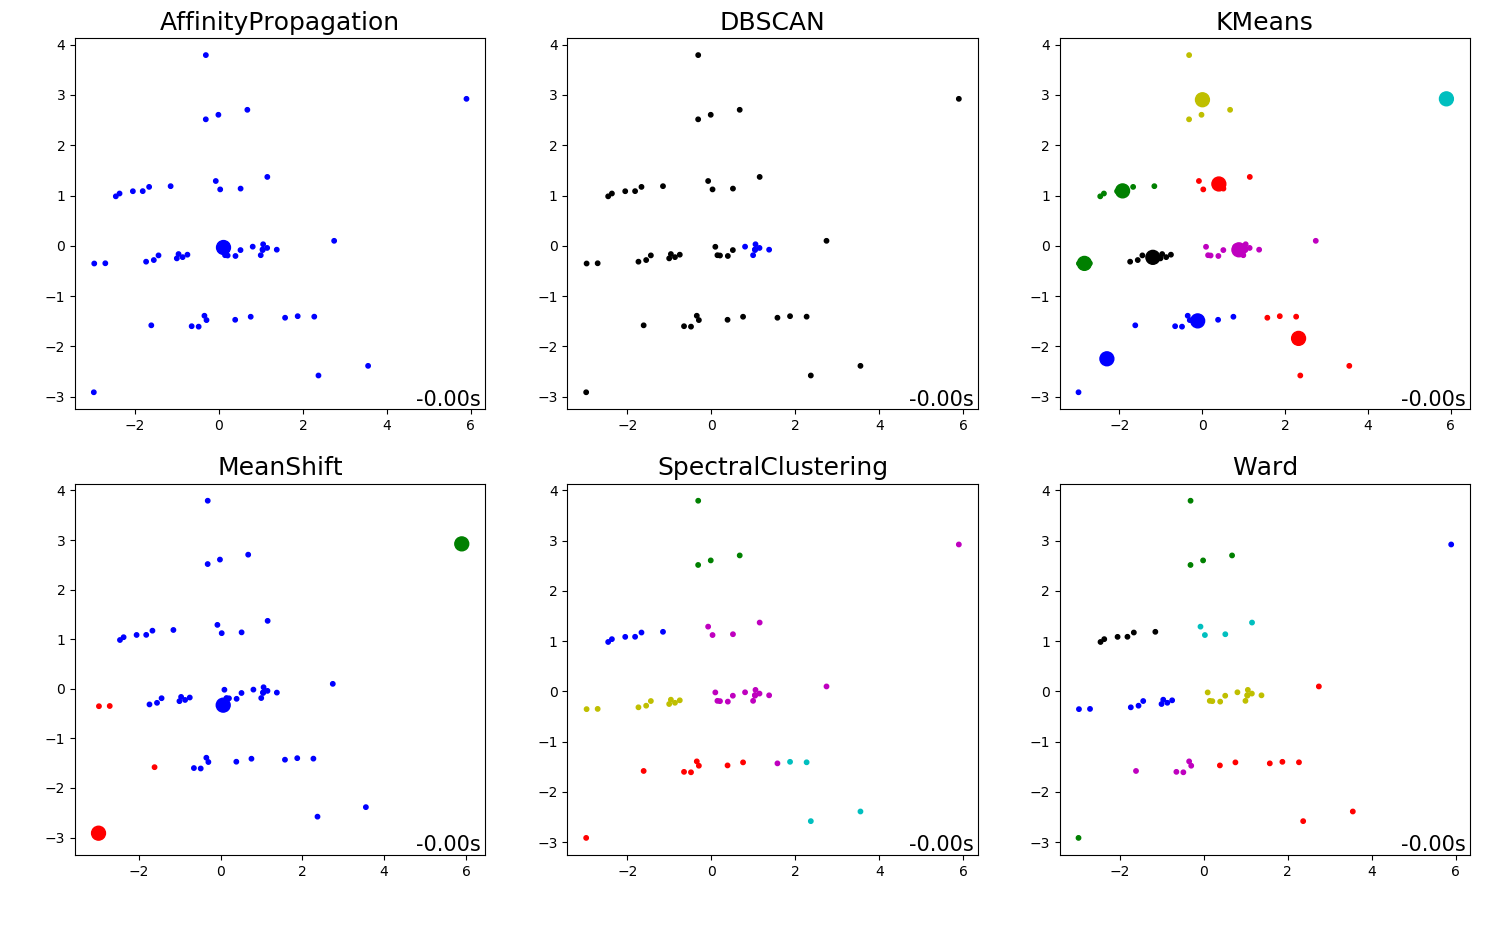 AffinityPropagation DBSCAN KMeans
4 4 4
3 3 3
2 2 2
1 1 1
0 0 0
−1 −1 −1
−2 −2 −2
−3 -0.00s −3 -0.00s −3 -0.00s
−2 0 2 4 6 −2 0 2 4 6 −2 0 2 4 6
MeanShift SpectralClustering Ward
4 4 4
3 3 3
2 2 2
1 1 1
0 0 0
−1 −1 −1
−2 −2 −2
−3 -0.00s −3 -0.00s −3 -0.00s
−2 0 2 4 6 −2 0 2 4 6 −2 0 2 4 6